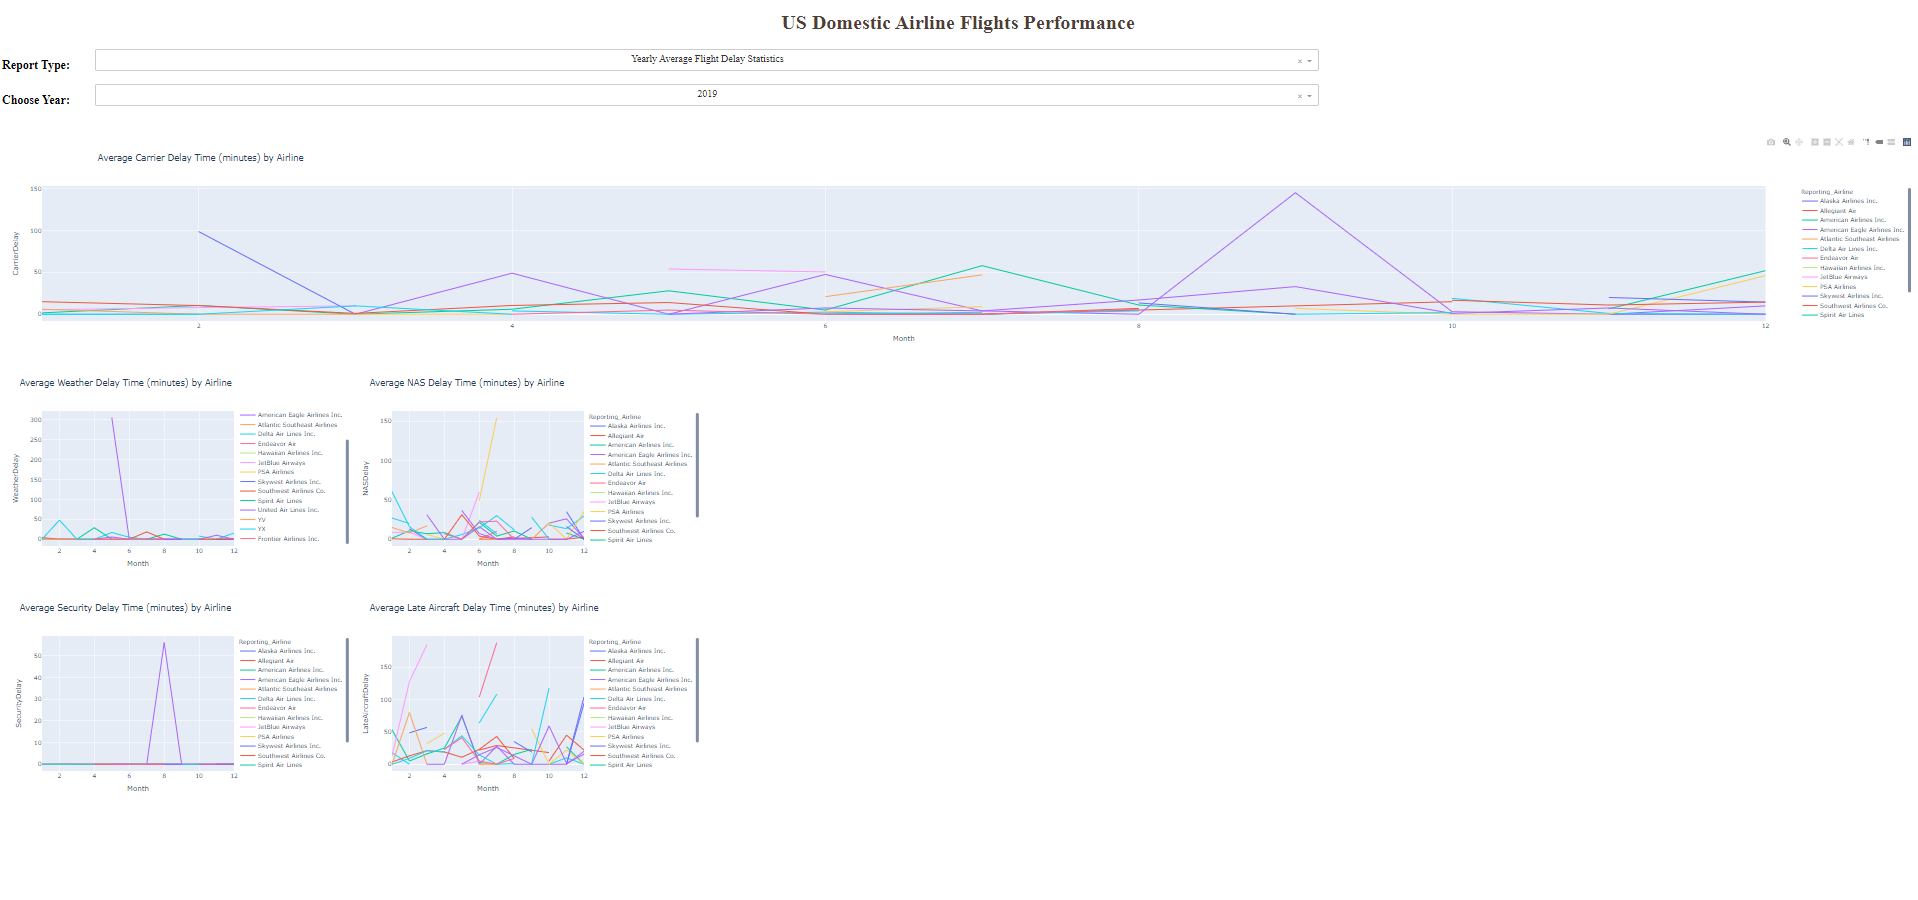 US Domestic Airline Flights Performance
Report Type:
Yearly Average Flight Delay Statistics
× 
Choose Year:
2019
×
Average Carrier Delay Time (minutes) by Airline
CarrierDelay
150
100
50
0
2
4
6
8
10
12
Month
Reporting_Airline
Alaska Airlines Inc.
Allegiant Air
American Airlines Inc.
American Eagle Airlines Inc.
Atlantic Southeast Airlines
Delta Air Lines Inc.
Endeavor Air
Hawaiian Airlines Inc.
JetBlue Airways
PSA Airlines
Skywest Airlines Inc.
Southwest Airlines Co.
Spirit Air Lines
Average Weather Delay Time (minutes) by Airline
WeatherDelay
300
250
200
150
100
50
0
2
4
6
8
10
12
Month
American Eagle Airlines Inc.
Atlantic Southeast Airlines
Delta Air Lines Inc.
Endeavor Air
Hawaiian Airlines Inc.
JetBlue Airways
PSA Airlines
Skywest Airlines Inc.
Southwest Airlines Co.
Spirit Air Lines
United Air Lines Inc.
YV
YX
Frontier Airlines Inc.
Average NAS Delay Time (minutes) by Airline
NASDelay
150
100
50
0
2
4
6
8
10
12
Month
Reporting_Airline
Alaska Airlines Inc.
Allegiant Air
American Airlines Inc.
American Eagle Airlines Inc.
Atlantic Southeast Airlines
Delta Air Lines Inc.
Endeavor Air
Hawaiian Airlines Inc.
JetBlue Airways
PSA Airlines
Skywest Airlines Inc.
Southwest Airlines Co.
Spirit Air Lines
Average Security Delay Time (minutes) by Airline
SecurityDelay
50
40
30
20
10
0
2
4
6
8
10
12
Month
Reporting_Airline
Alaska Airlines Inc.
Allegiant Air
American Airlines Inc.
American Eagle Airlines Inc.
Atlantic Southeast Airlines
Delta Air Lines Inc.
Endeavor Air
Hawaiian Airlines Inc.
JetBlue Airways
PSA Airlines
Skywest Airlines Inc.
Southwest Airlines Co.
Spirit Air Lines
Average Late Aircraft Delay Time (minutes) by Airline
LateAircraftDelay
150
100
50
0
2
4
6
8
10
12
Month
Reporting_Airline
Alaska Airlines Inc.
Allegiant Air
American Airlines Inc.
American Eagle Airlines Inc.
Atlantic Southeast Airlines
Delta Air Lines Inc.
Endeavor Air
Hawaiian Airlines Inc.
JetBlue Airways
PSA Airlines
Skywest Airlines Inc.
Southwest Airlines Co.
Spirit Air Lines